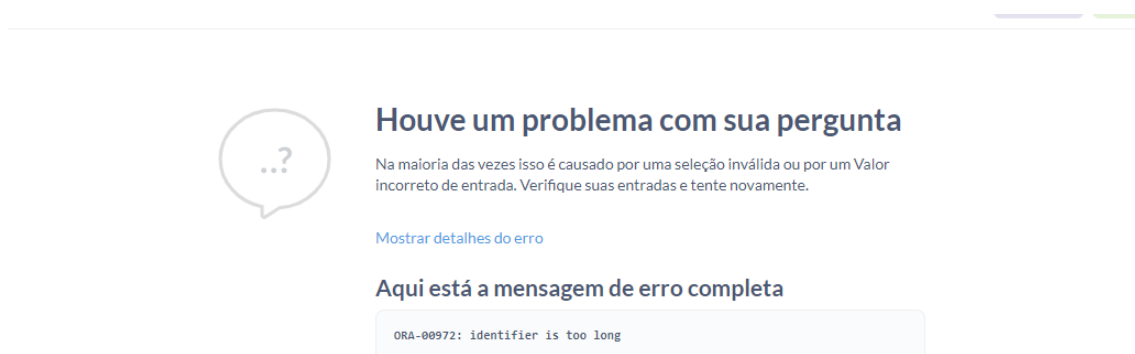 ..?
Houve um problema com sua pergunta
Na maioria das vezes isso é causado por uma seleção inválida ou por um Valor
incorreto de entrada. Verifique suas entradas e tente novamente.
Mostrar detalhes do erro
Aqui está a mensagem de erro completa
ORA-00972: identifier is too long